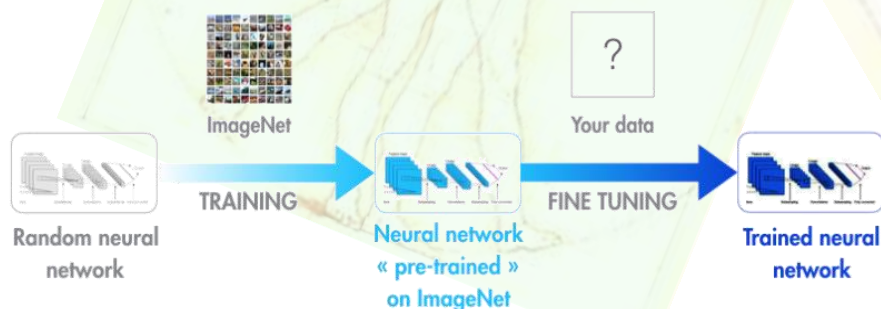 ?
ImageNet
Your data
TRAINING
FINE TUNING
Random neural
network
Neural network
« pre-trained »
on ImageNet
Trained neural
network